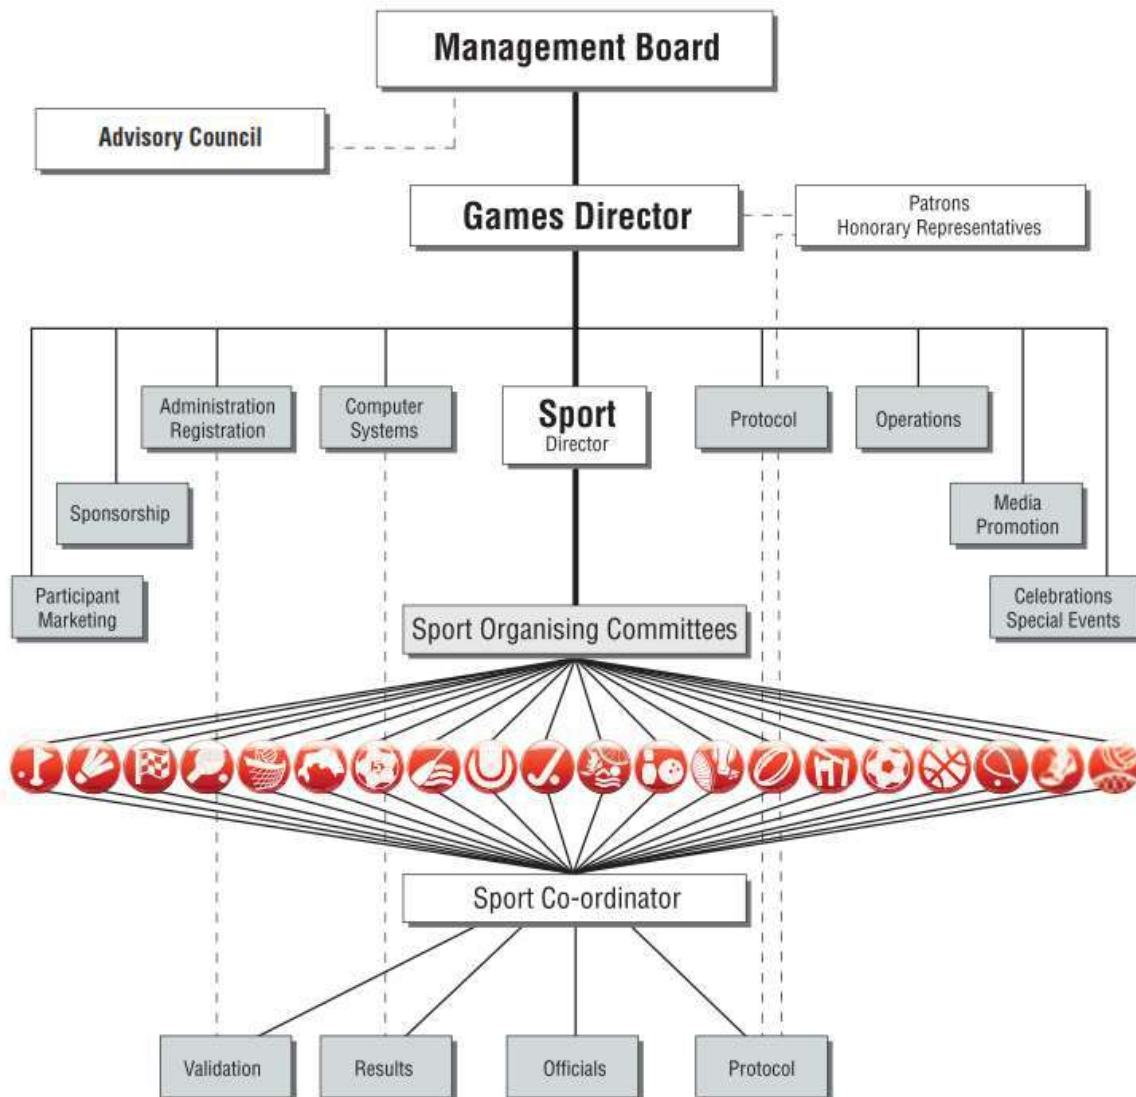 Management Board
Advisory Council
Games Director
Patrons
Honorary Representatives
Administration
Registration
Computer
Systems
Sport
Director
Protocol
Operations
Sponsorship
Media
Promotion
Participant
Marketing
Celebrations
Special Events
Sport Organising Committees
5
Sport Co-ordinator
Validation
Results
Officials
Protocol